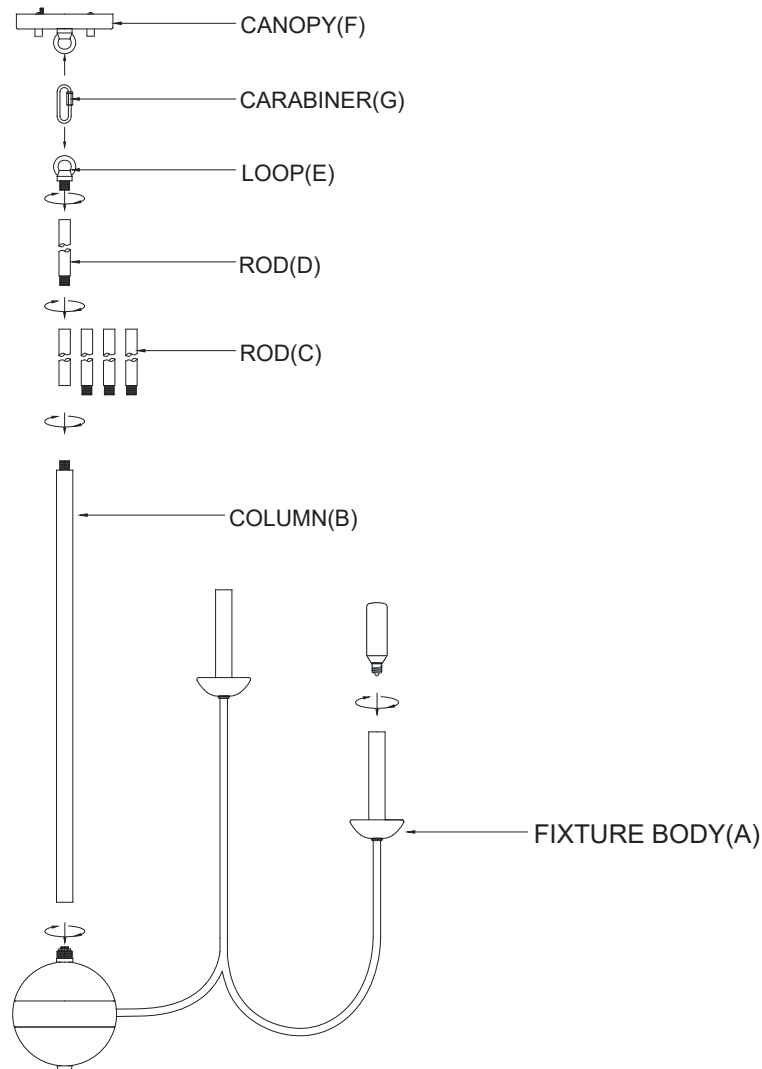 CANOPY(F)
CARABINER(G)
LOOP(E)
ROD(D)
ROD(C)
COLUMN(B)
FIXTURE BODY(A)